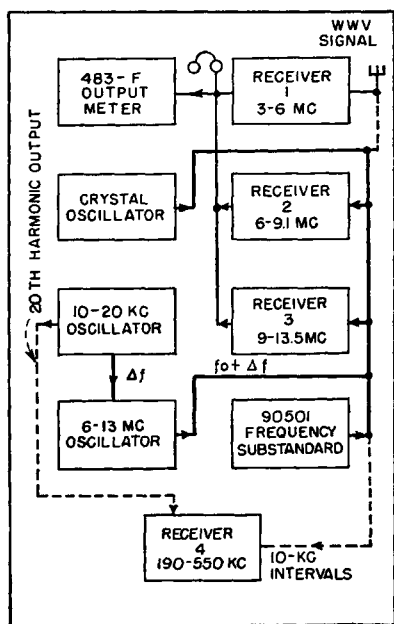 WWV
SIGNAL
483-F
OUTPUT
METER
RECEIVER
1
3-6 MC
CRYSTAL
OSCILLATOR
RECEIVER
2
6-9.1 MC
20TH HARMONIC OUTPUT
10-20 KC
OSCILLATOR
RECEIVER
3
9-13.5 MC
Δf
fo + Δf
6-13 MC
OSCILLATOR
90501
FREQUENCY
SUBSTANDARD
RECEIVER
4
190-550 KC
10-KC
INTERVALS